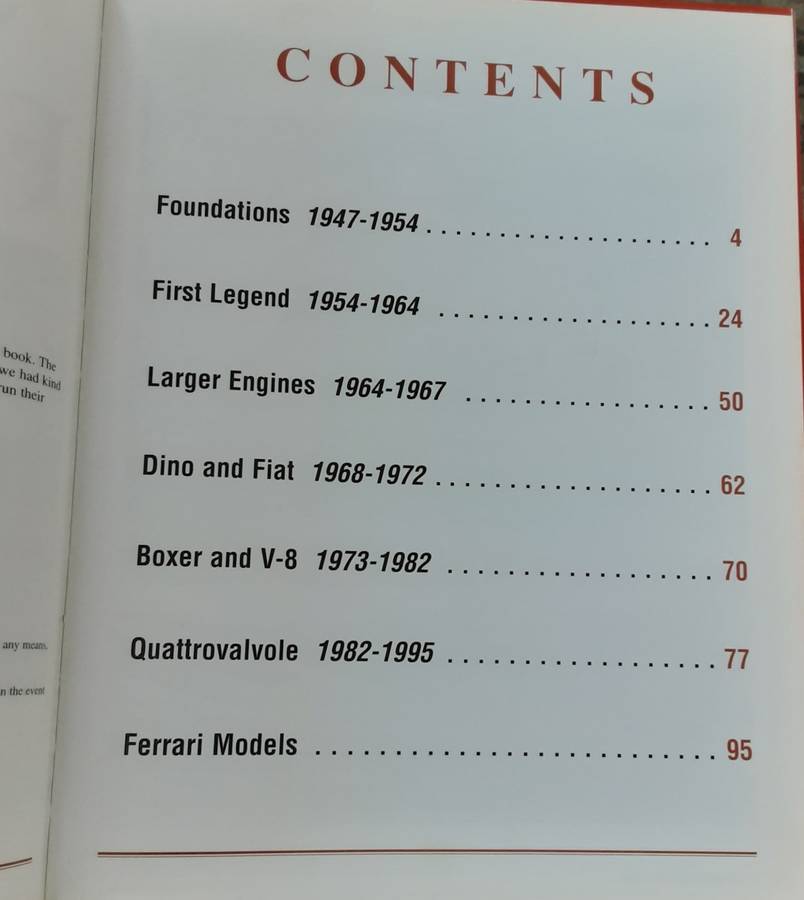 book. The
we had kind
run their
any means,
n the event
CONTENTS
Foundations 1947-1954 . . . . . . . . . . . . . . . . . . . . 4
First Legend 1954-1964 . . . . . . . . . . . . . . . . . . . 24
Larger Engines 1964-1967 . . . . . . . . . . . . . . . . . 50
Dino and Fiat 1968-1972 . . . . . . . . . . . . . . . . . . . 62
Boxer and V-8 1973-1982 . . . . . . . . . . . . . . . . . . 70
Quattrovalvole 1982-1995 . . . . . . . . . . . . . . . . . . 77
Ferrari Models . . . . . . . . . . . . . . . . . . . . . . . . . . 95